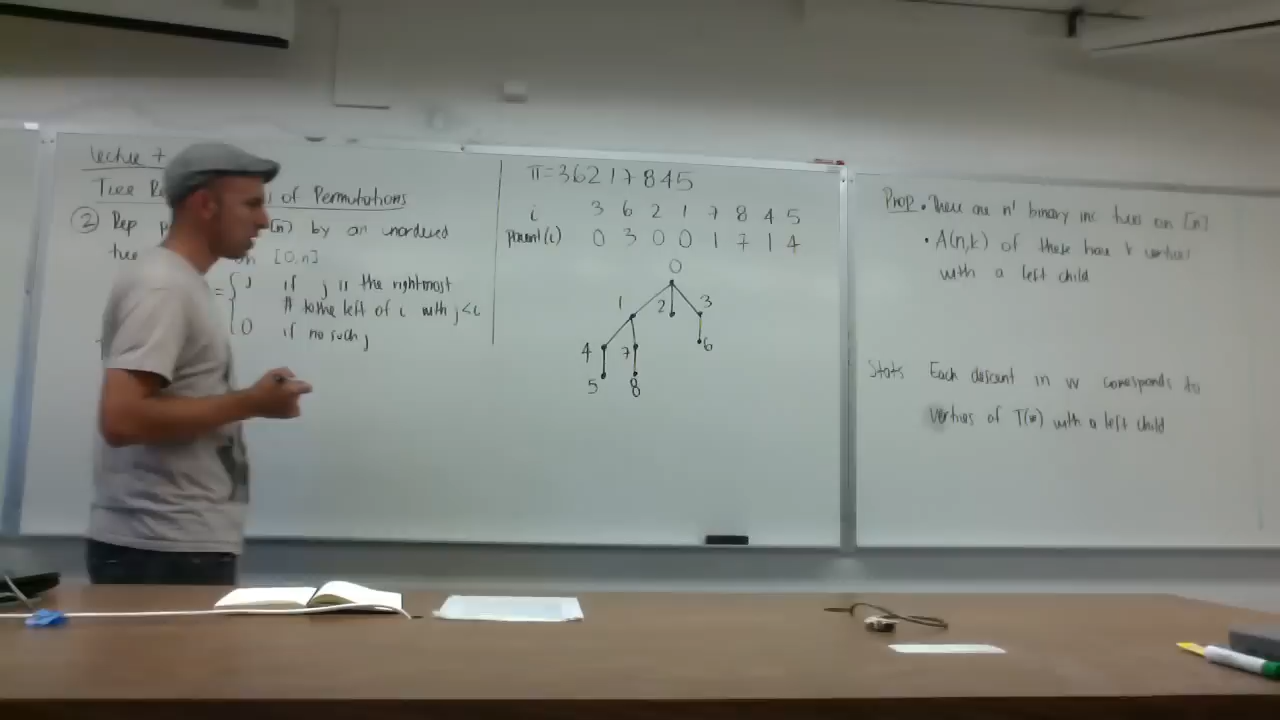 Lecture 7
Tree of Permutations
② Rep [n] by an unordered
tree on [0,n]
= { j if j is the rightmost
# to the left of i with j<i
0 if no such j
π=36217845
i 3 6 2 1 7 8 4 5
parent(i) 0 3 0 0 1 7 1 4
0
1 2 3
4 7 6
5 8
Prop • There are n! binary inc trees on [n]
• A(n,k) of these have k vertices
with a left child
Stats Each descent in w corresponds to
vertices of T(w) with a left child